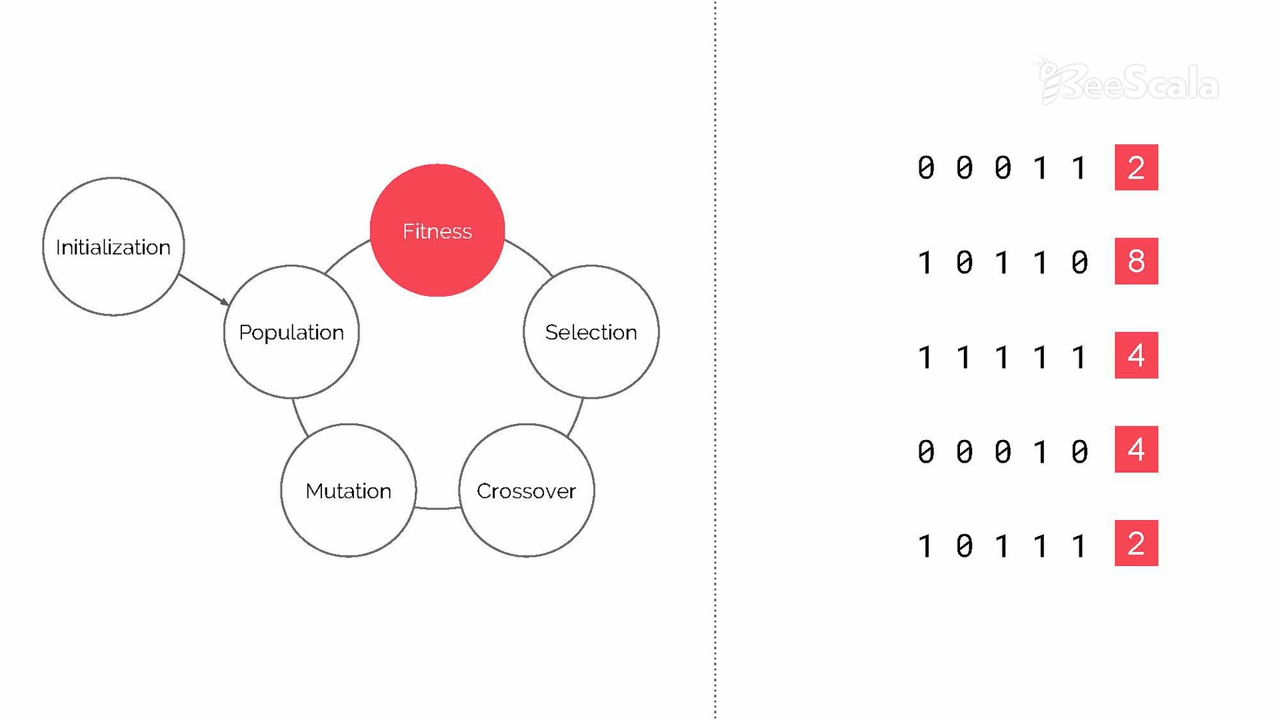 BeeScala
Initialization
Population
Fitness
Selection
Crossover
Mutation
0 0 0 1 1 2
1 0 1 1 0 8
1 1 1 1 1 4
0 0 0 1 0 4
1 0 1 1 1 2